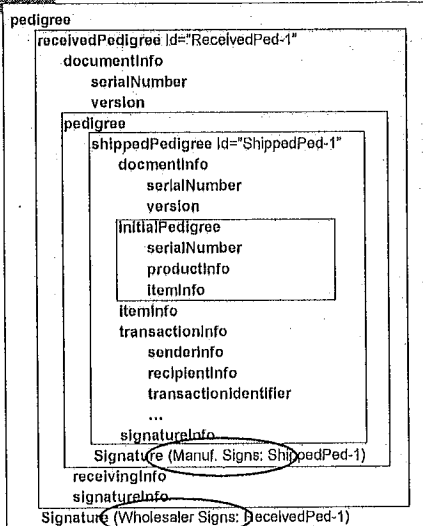 pedigree
receivedPedigree id="ReceivedPed-1"
documentInfo
serialNumber
version
pedigree
shippedPedigree id="ShippedPed-1"
docmentInfo
serialNumber
version
initialPedigree
serialNumber
productInfo
itemInfo
itemInfo
transactionInfo
senderInfo
recipientInfo
transactionIdentifier
...
signatureInfo
Signature (Manuf. Signs: ShippedPed-1)
receivingInfo
signatureInfo
Signature (Wholesaler Signs: ReceivedPed-1)